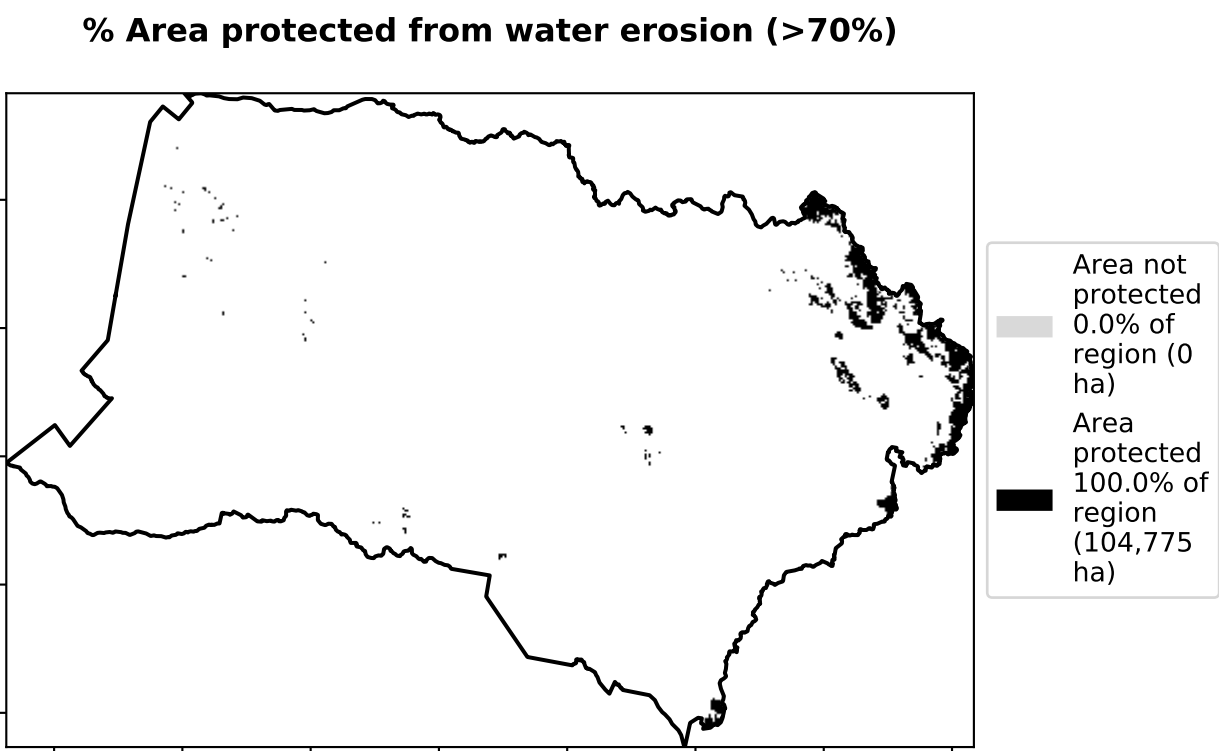 % Area protected from water erosion (>70%)
Area not
protected
0.0% of
region (0
ha)
Area
protected
100.0% of
region
(104,775
ha)